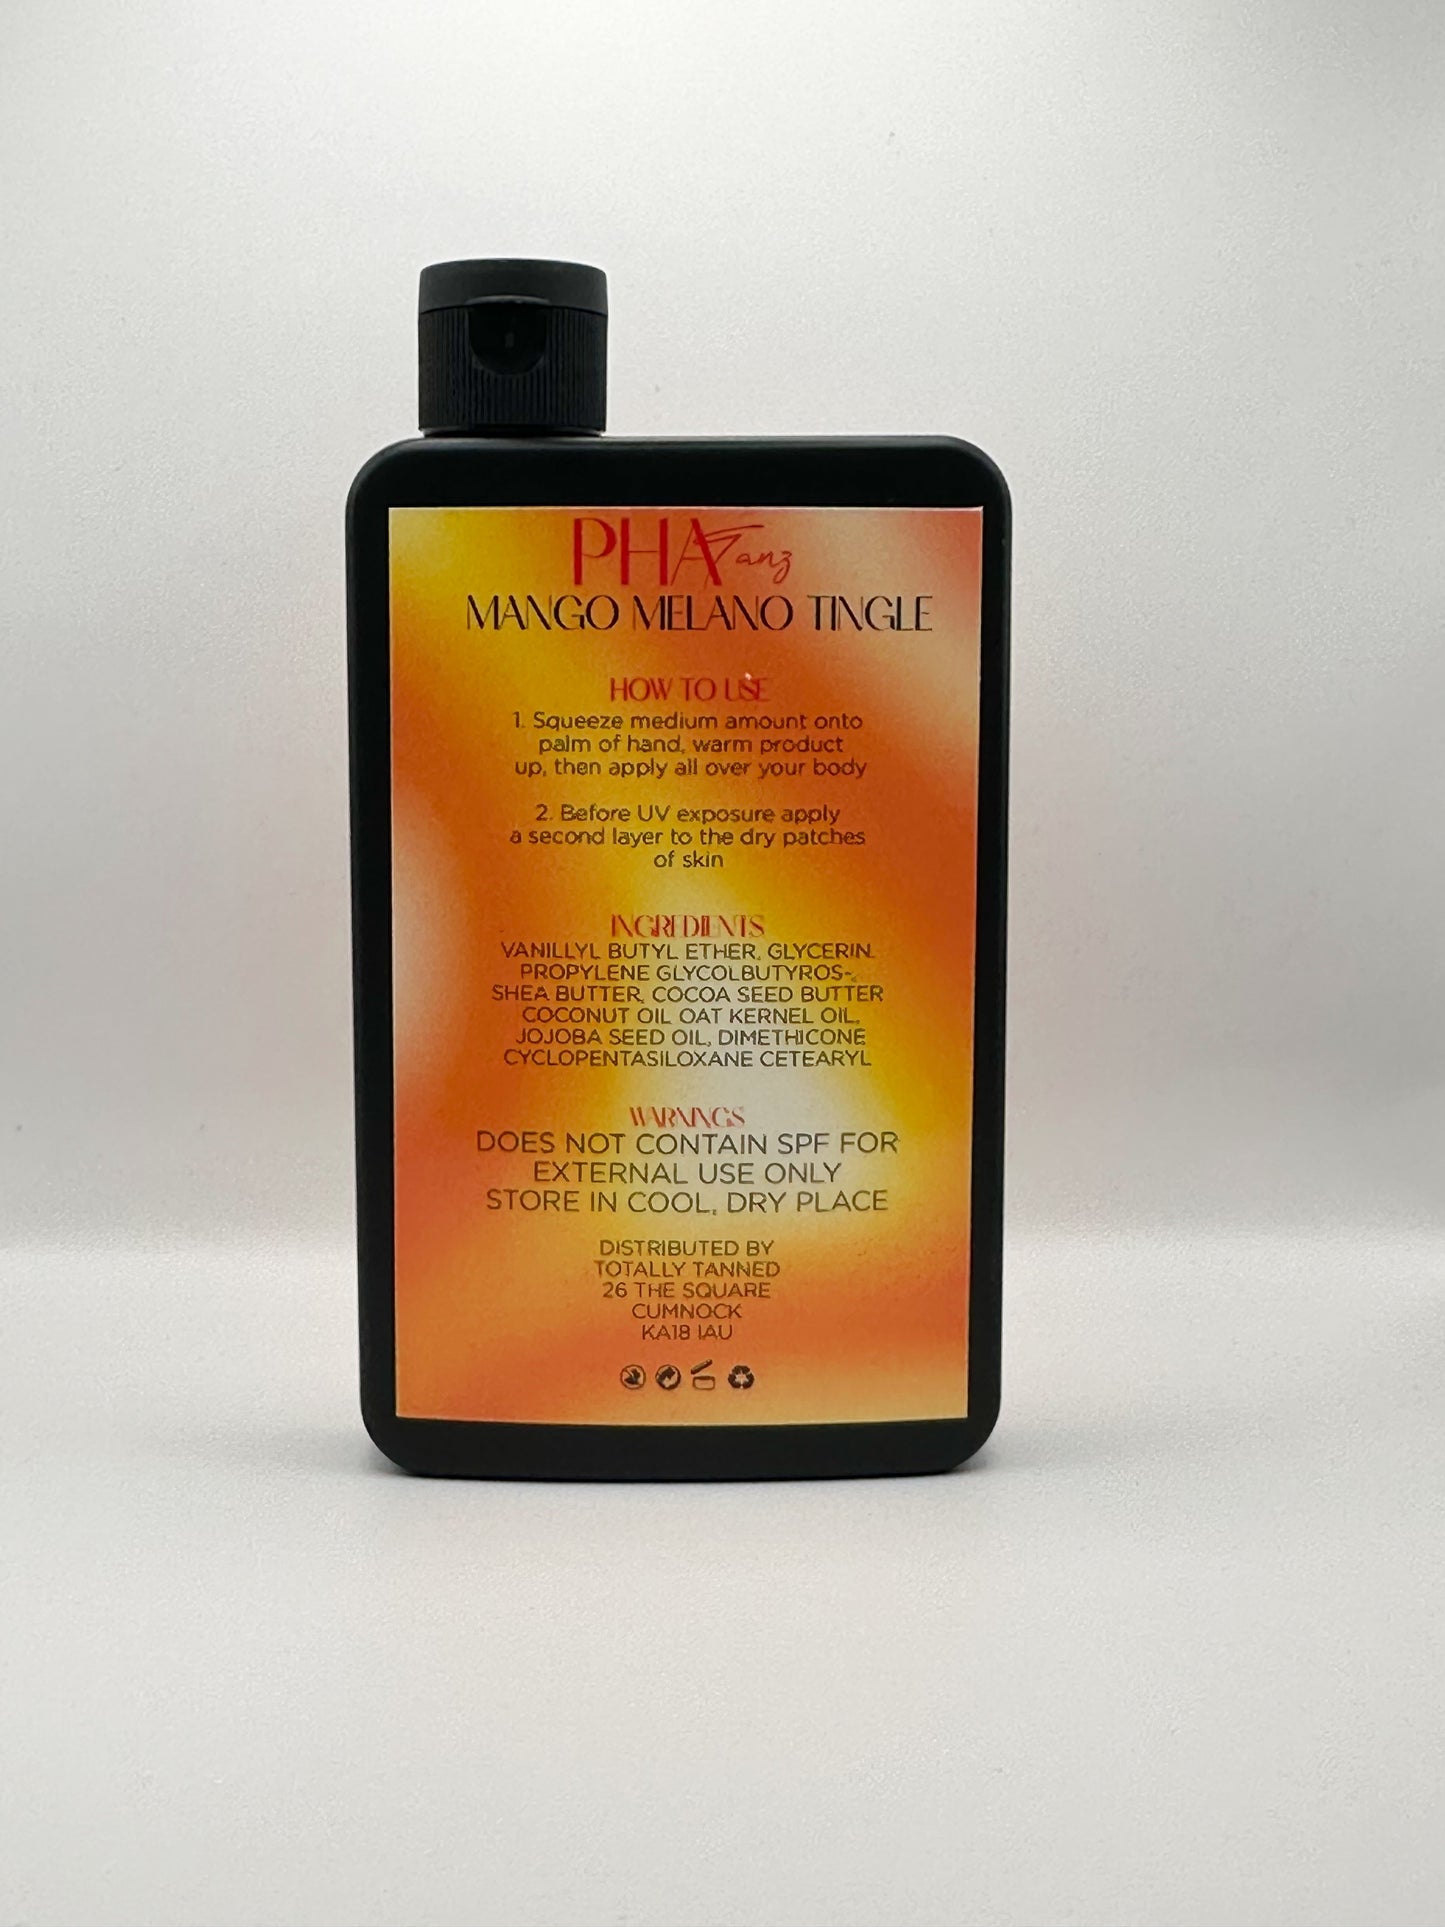 PHA Tanz
MANGO MELANO TINGLE
HOW TO USE
1. Squeeze medium amount onto
palm of hand, warm product
up, then apply all over your body
2. Before UV exposure apply
a second layer to the dry patches
of skin
INGREDIENTS
VANILLYL BUTYL ETHER, GLYCERIN.
PROPYLENE GLYCOLBUTYROS-,
SHEA BUTTER, COCOA SEED BUTTER
COCONUT OIL OAT KERNEL OIL,
JOJOBA SEED OIL, DIMETHICONE
CYCLOPENTASILOXANE CETEARYL
WARNINGS
DOES NOT CONTAIN SPF FOR
EXTERNAL USE ONLY
STORE IN COOL, DRY PLACE
DISTRIBUTED BY
TOTALLY TANNED
26 THE SQUARE
CUMNOCK
KA18 1AU